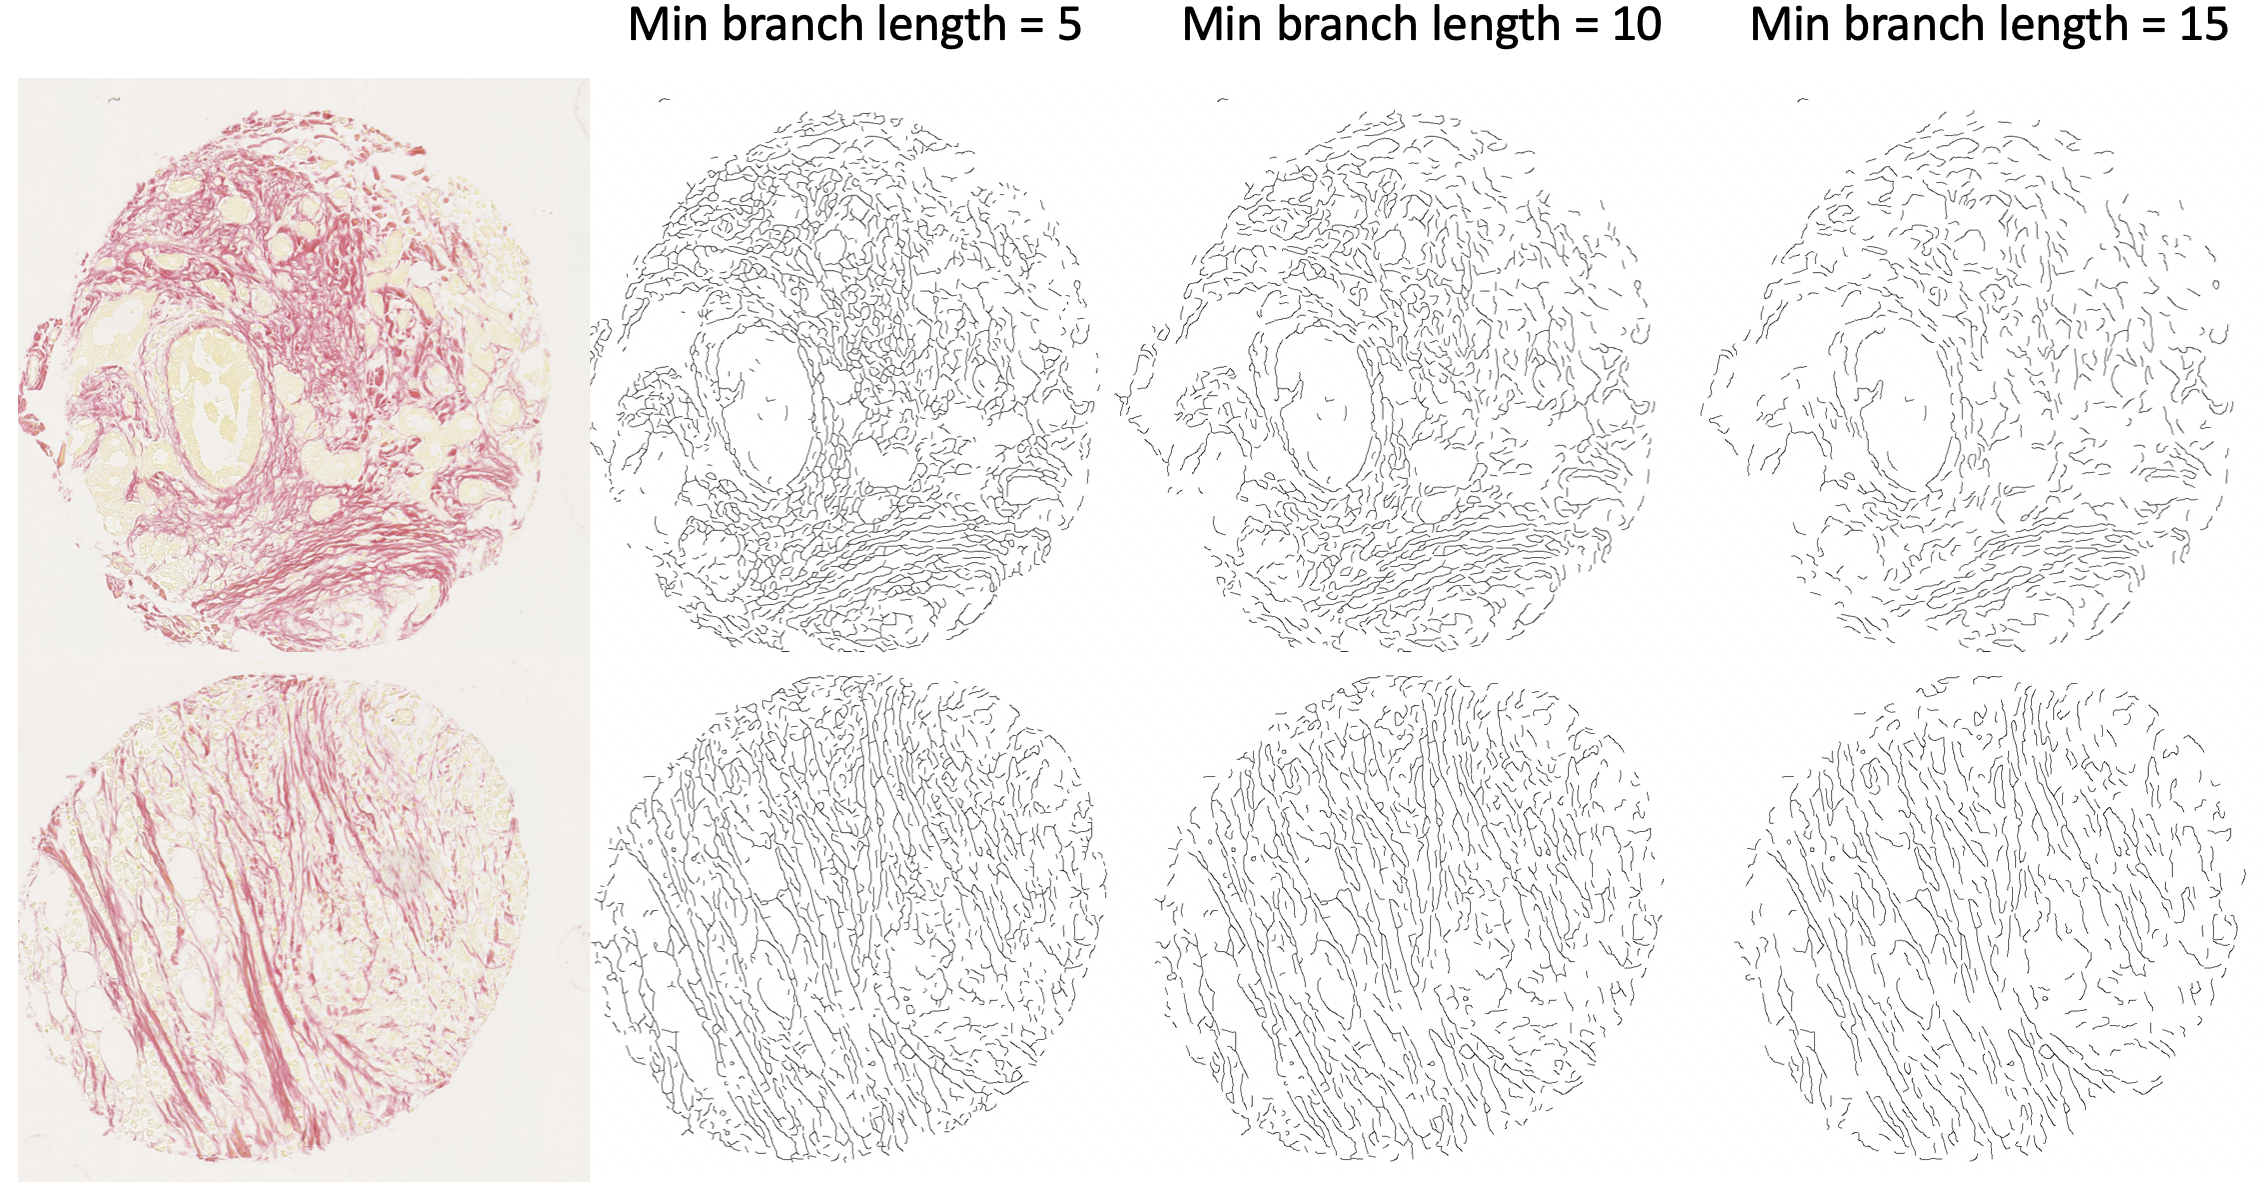 Min branch length = 5
Min branch length = 10
Min branch length = 15